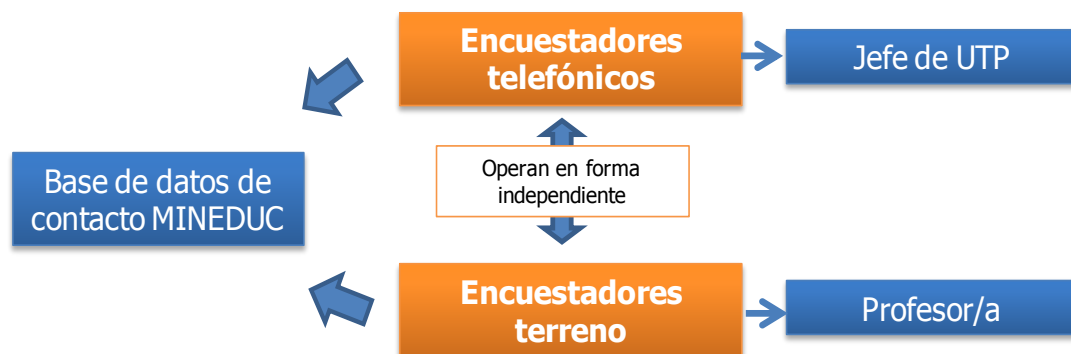 Encuestadores
telefónicos
Jefe de UTP
Operan en forma
independiente
Base de datos de
contacto MINEDUC
Encuestadores
terreno
Profesor/a